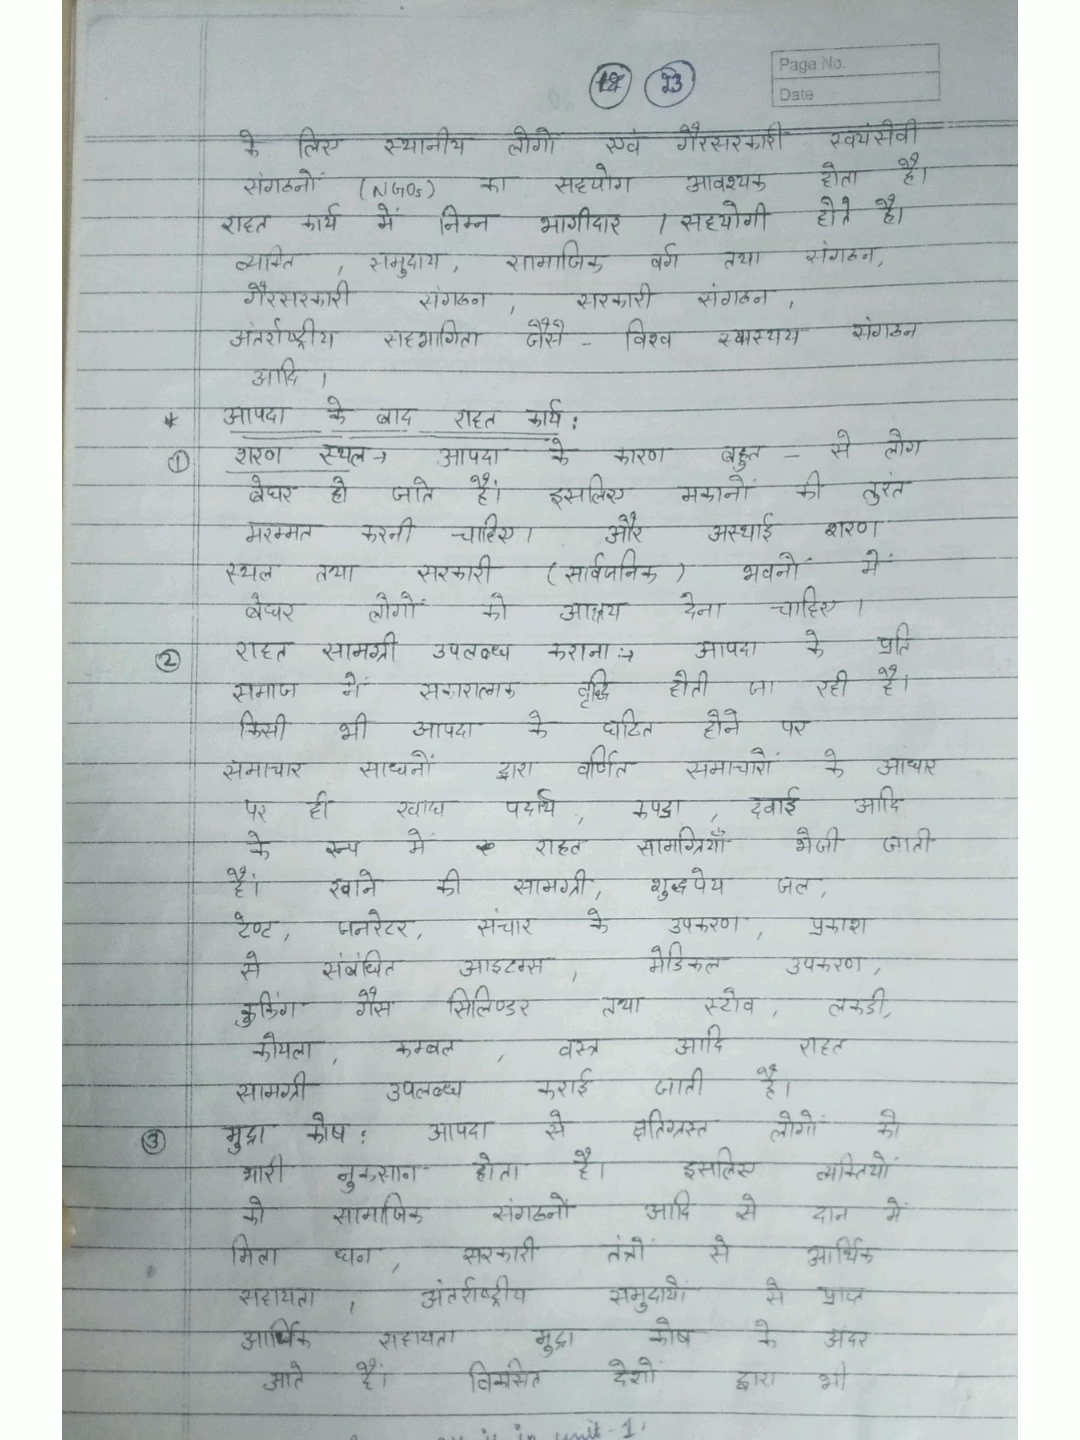 23
Page No.
Date
के लिए स्थानीय लोगो एवं गैरसरकारी स्वयंसेवी
संगठनों (NGOs) का सहयोग आवश्यक होता है।
राहत कार्य में निम्न भागीदार / सहयोगी होते है।
व्यक्ति , समुदाय, सामाजिक वर्ग तथा संगठन,
गैरसरकारी संगठन , सरकारी संगठन ,
अंतर्राष्ट्रीय सहभागिता जैसे - विश्व स्वास्थ्य संगठन
आदि ।
* आपदा के बाद राहत कार्य :
① शरण स्थल → आपदा के कारण बहुत - से लोग
बेघर हो जाते हैं। इसलिए मकानों की तुरंत
मरम्मत करनी चाहिए। और अस्थाई शरण
स्थल तथा सरकारी (सार्वजनिक) भवनों में
बेघर लोगों को आश्रय देना चाहिए ।
② राहत सामग्री उपलब्ध कराना :→ आपदा के प्रति
समाज में सकारात्मक वृद्धि होती जा रही है।
किसी भी आपदा के घटित होने पर
समाचार साधनों द्वारा वर्णित समाचारों के आधार
पर ही खाद्य पदार्थ , कपड़ा , दवाई आदि
के रूप में राहत सामग्रियाँ भेजी जाती
हैं। खाने की सामग्री, शुद्ध पेय जल,
टेण्ट, जनरेटर, संचार के उपकरण, प्रकाश
से संबंधित आइटम्स , मेडिकल उपकरण,
कुकिंग गैस सिलिण्डर तथा स्टोव, लकडी,
कोयला , कम्बल , वस्त्र आदि राहत
सामग्री उपलब्ध कराई जाती है।
③ मुद्रा कोष : आपदा से क्षतिग्रस्त लोगों को
भारी नुकसान होता है। इसलिए व्यक्तियों
को सामाजिक संगठनों आदि से दान में
मिला धन , सरकारी तंत्रों से आर्थिक
सहायता , अंतर्राष्ट्रीय समुदायों से प्राप्त
आर्थिक सहायता मुद्रा कोष के अंदर
आते हैं। विकसित देशों द्वारा भी
in unit-1.